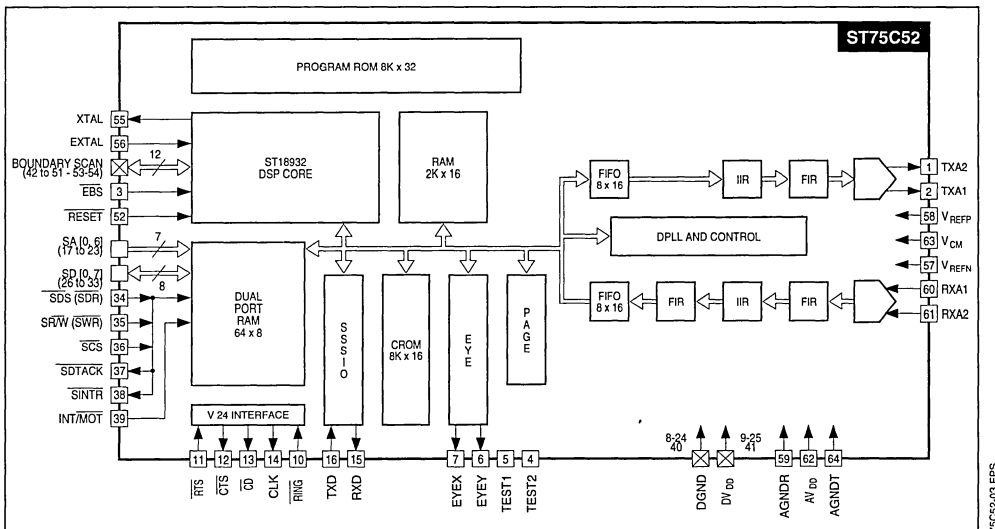 ST75C52
PROGRAM ROM 8K x 32
XTAL 55
EXTAL 56
BOUNDARY SCAN
(42 to 51 - 53-54)
12
EBS 3
RESET 52
ST18932
DSP CORE
RAM
2K x 16
SA [0, 6]
(17 to 23)
7
SD [0, 7]
(26 to 33)
8
SDS (SDR) 34
SR/W (SWR) 35
SCS 36
SDTACK 37
SINTR 38
INT/MOT 39
DUAL
PORT
RAM
64 x 8
V 24 INTERFACE
S
S
S
I
O
CROM
8K x 16
E
Y
E
P
A
G
E
FIFO
8 x 16
IIR
FIR
DPLL AND CONTROL
FIFO
8 x 16
FIR
IIR
FIR
1 TXA2
2 TXA1
58 VREFP
63 VCM
57 VREFN
60 RXA1
61 RXA2
8-24
40
9-25
41
11 12 13 14 10 16 15 7 6 5 4 59 62 64
RTS
CTS
CD
CLK
RING
TXD
RXD
EYEX
EYEY
TEST1
TEST2
DGND
DVDD
AGNDR
AVDD
AGNDT
75C52-03.EPS